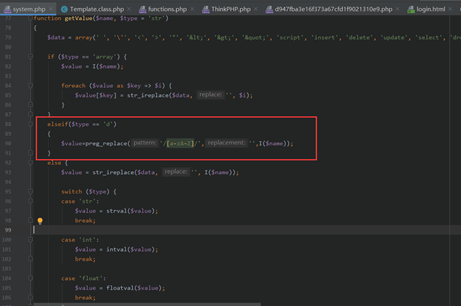 system.php × Template.class.php × functions.php × ThinkPHP.php × d947fba3e16f373a67cfd1f9021310e9.php × login.html ×
78 function getValue($name, $type = 'str')
79 {
80 $data = array(' ', '\'', '<', '>', '"', '&lt;', '&gt;', '&quot;', 'script', 'insert', 'delete', 'update', 'select', 'dr
81
82 if ($type == 'array') {
83 $value = I($name);
84
85 foreach ($value as $key => $i) {
86 $value[$key] = str_ireplace($data, replace: '', $i);
87 }
88 }
elseif($type == 'd')
89 {
90 $value=preg_replace( pattern: '/[a-zA-Z]/', replacement: '',I($name));
91 }
92 else {
93 $value = str_ireplace($data, replace: '', I($name));
94
95 switch ($type) {
96 case 'str':
97 $value = strval($value);
98 break;
99
100 case 'int':
101 $value = intval($value);
102 break;
103
104 case 'float':
105 $value = floatval($value);
106 break;